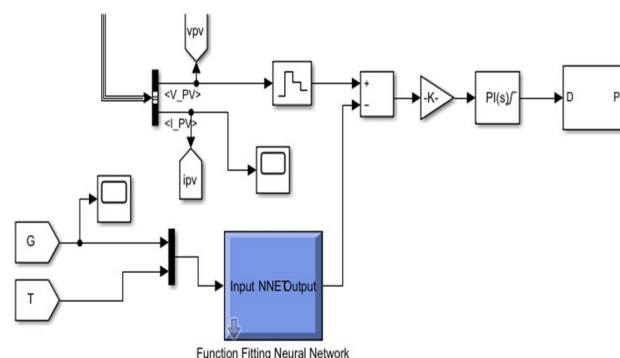 vpv
<V_PV>
<I_PV>
ipv
+
−
-K-
PI(s)
D
P
G
T
Input NNET Output
Function Fitting Neural Network